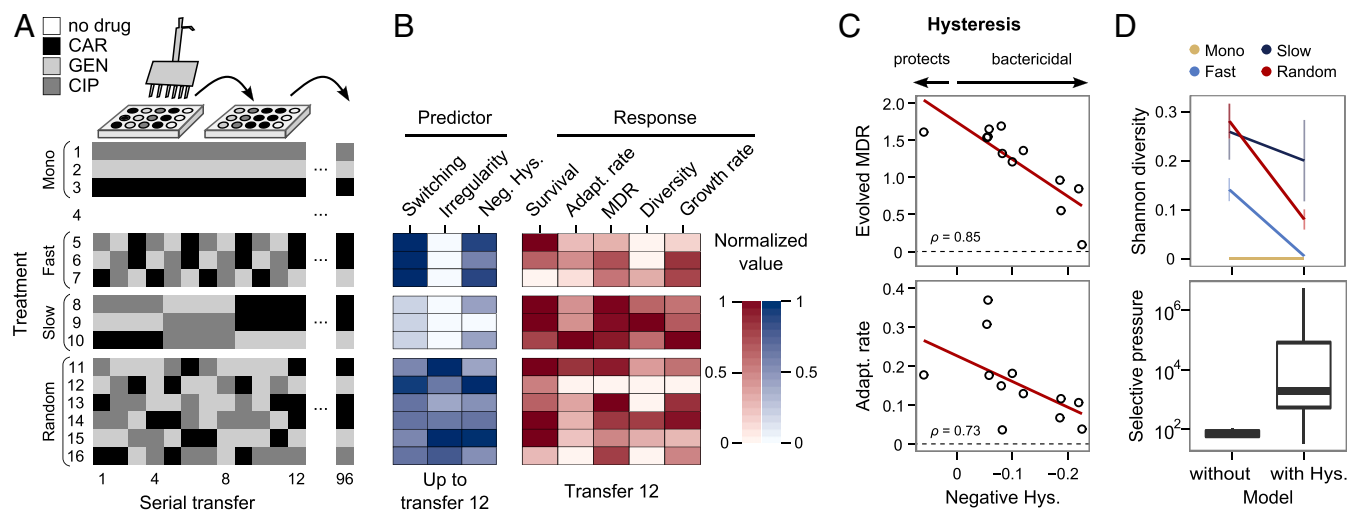 A
no drug
CAR
GEN
CIP
Treatment
Mono
1
2
3
4
Fast
5
6
7
Slow
8
9
10
Random
11
12
13
14
15
16
...
...
...
...
...
1 4 8 12 96
Serial transfer
B
Predictor
Response
Switching
Irregularity
Neg. Hys.
Survival
Adapt. rate
MDR
Diversity
Growth rate
Normalized
value
1 1
0.5 0.5
0 0
Up to
transfer 12
Transfer 12
C
Hysteresis
protects bactericidal
Evolved MDR
2.0
1.5
1.0
0.5
0
ρ = 0.85
Adapt. rate
0.4
0.3
0.2
0.1
0
ρ = 0.73
0 −0.1 −0.2
Negative Hys.
D
Mono Slow
Fast Random
Shannon diversity
0.3
0.2
0.1
0
Selective pressure
10⁶
10⁴
10²
without with Hys.
Model